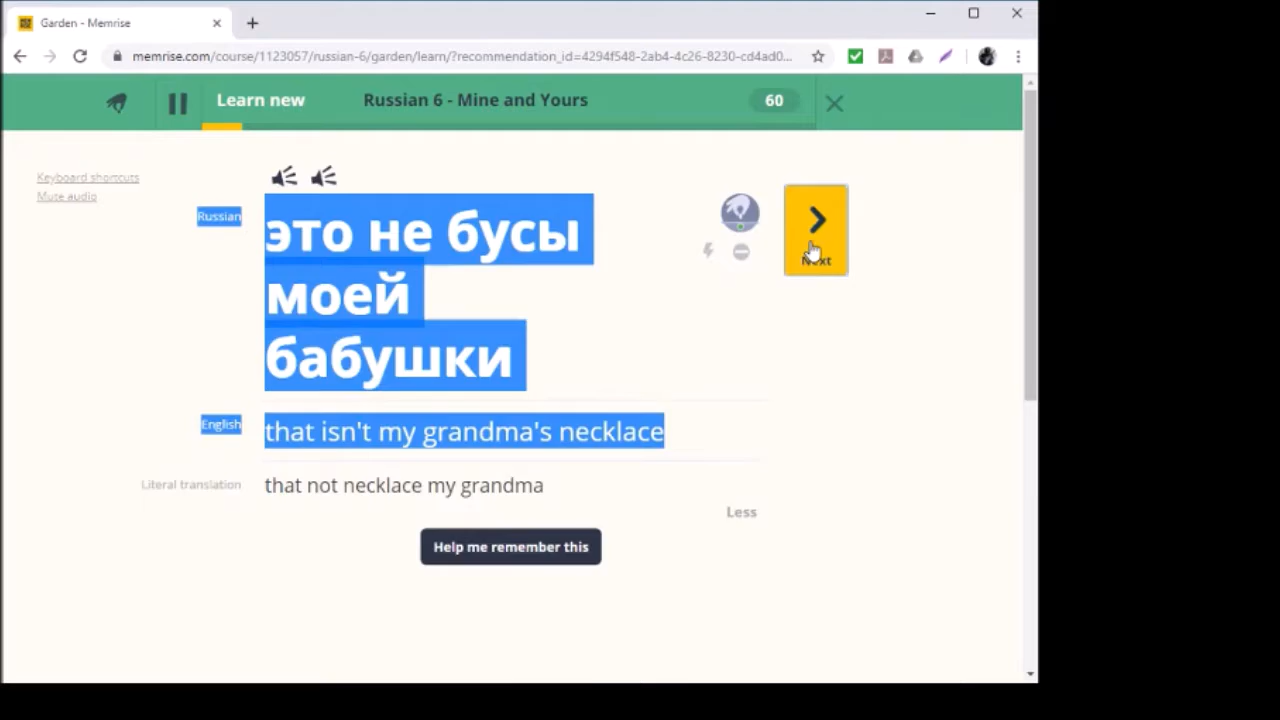 Garden - Memrise
memrise.com/course/1123057/russian-6/garden/learn/?recommendation_id=4294f548-2ab4-4c26-8230-cd4ad0...
Learn new
Russian 6 - Mine and Yours
60
Keyboard shortcuts
Mute audio
Russian
это не бусы
моей
бабушки
Next
English
that isn't my grandma's necklace
Literal translation
that not necklace my grandma
Less
Help me remember this